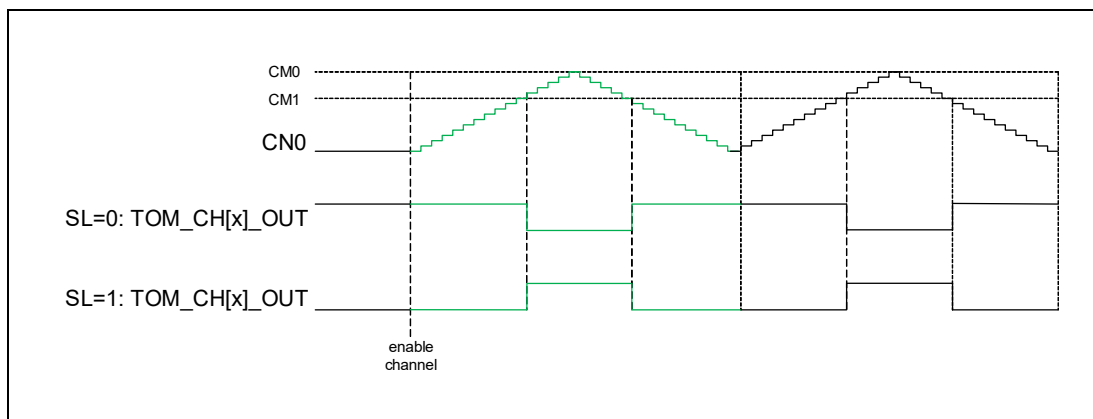 CM0
CM1
CN0
SL=0: TOM_CH[x]_OUT
SL=1: TOM_CH[x]_OUT
enable
channel